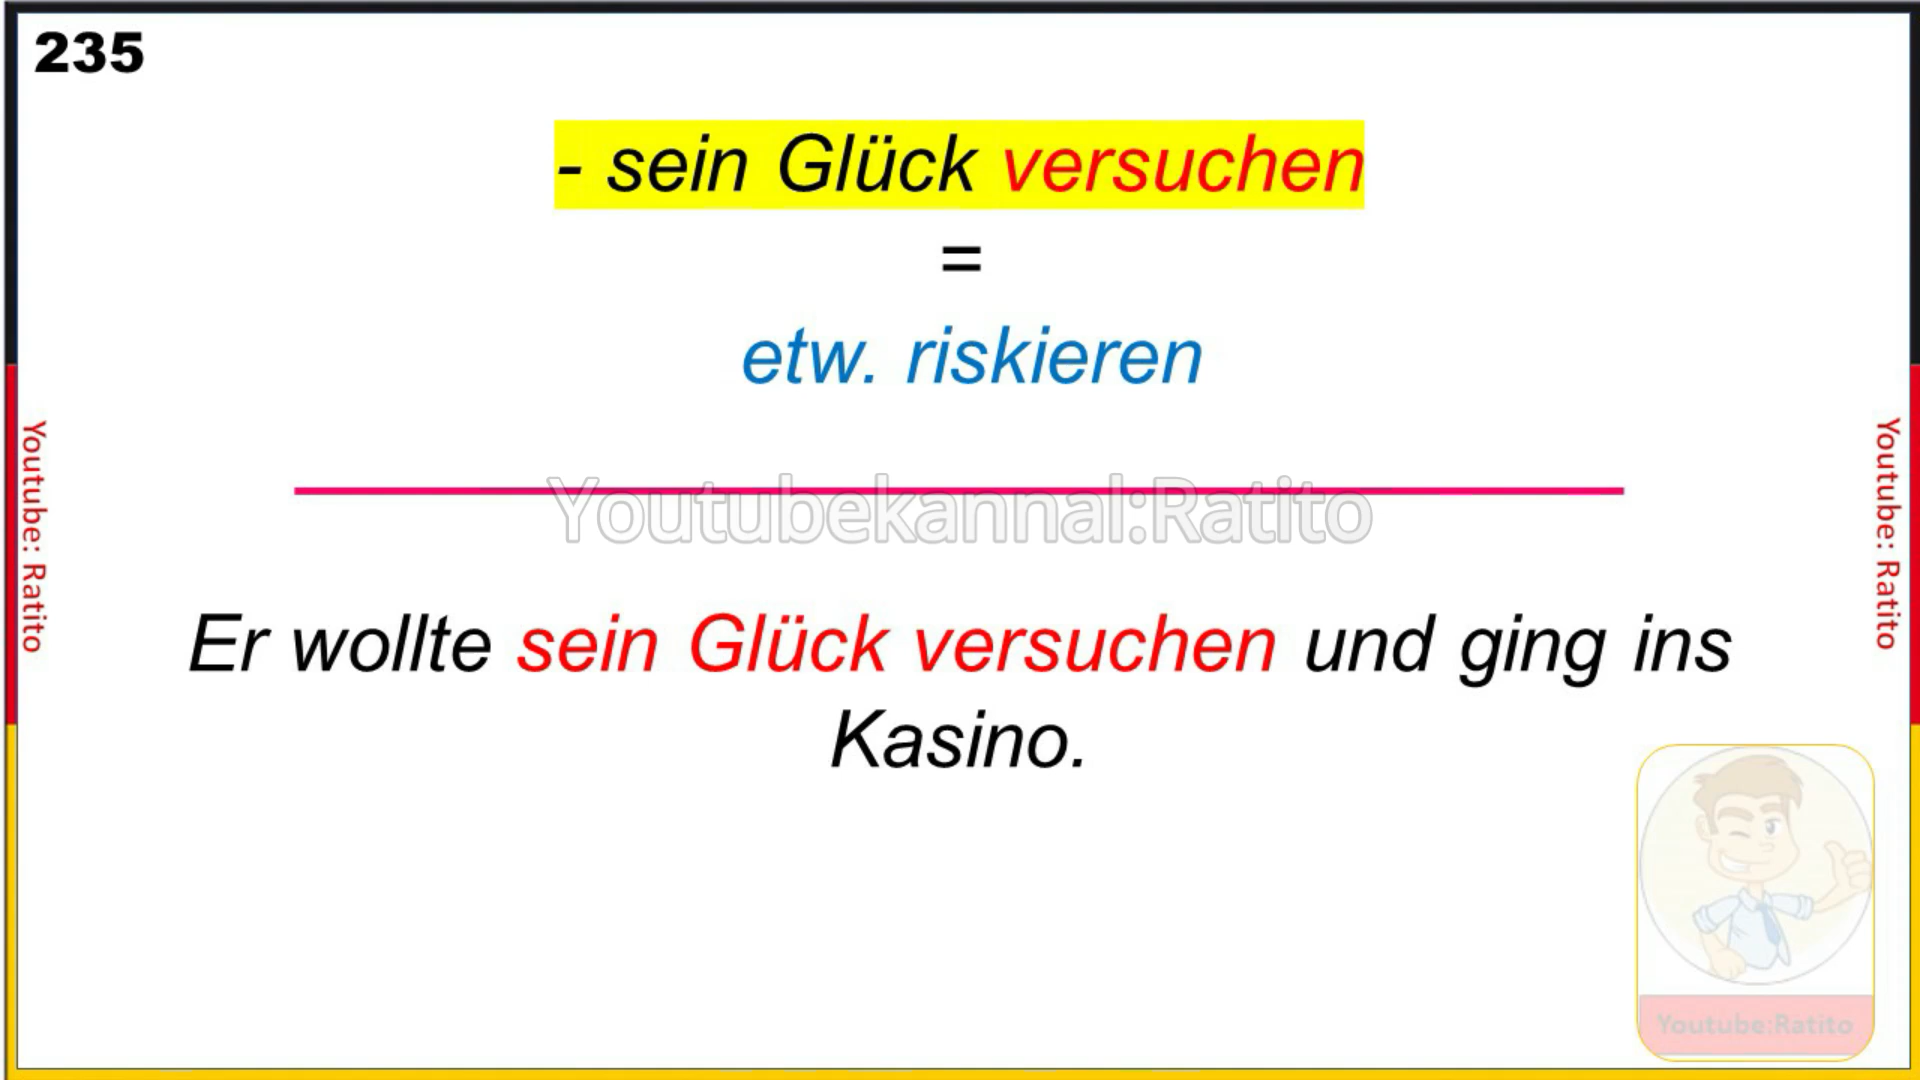 235
- sein Glück versuchen
=
etw. riskieren
Youtube: Ratito
Youtube: Ratito
Youtubekannal:Ratito
Er wollte sein Glück versuchen und ging ins
Kasino.
Youtube:Ratito